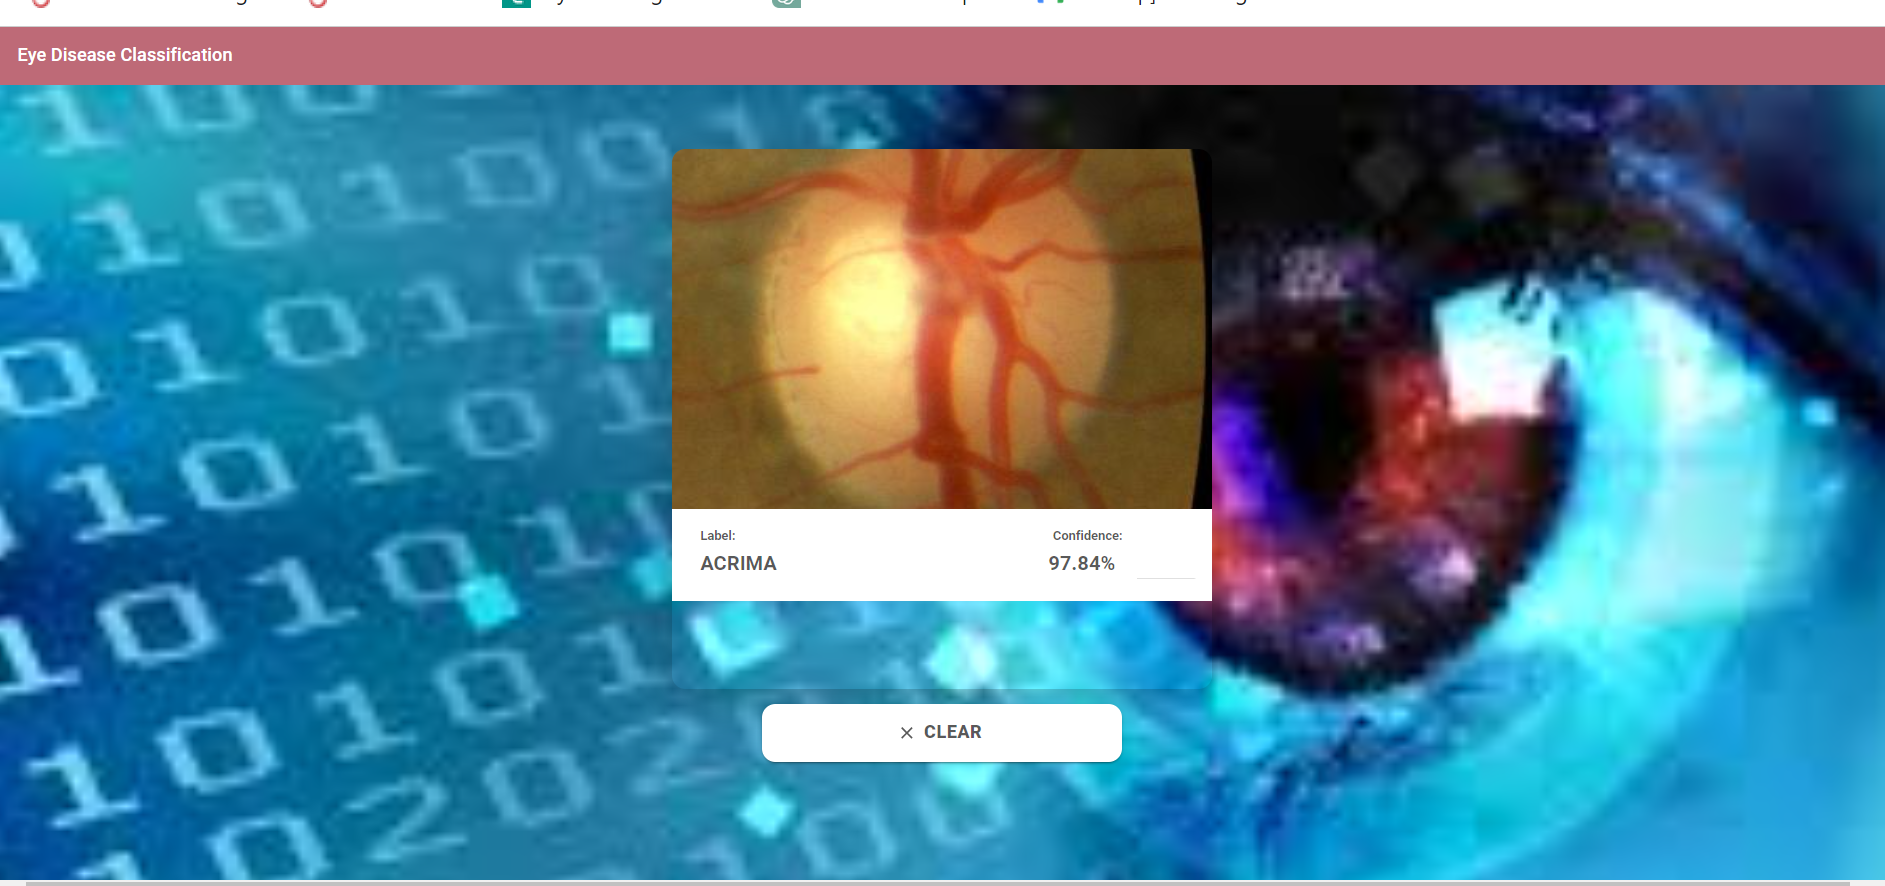 Eye Disease Classification
Label:
Confidence:
ACRIMA
97.84%
CLEAR